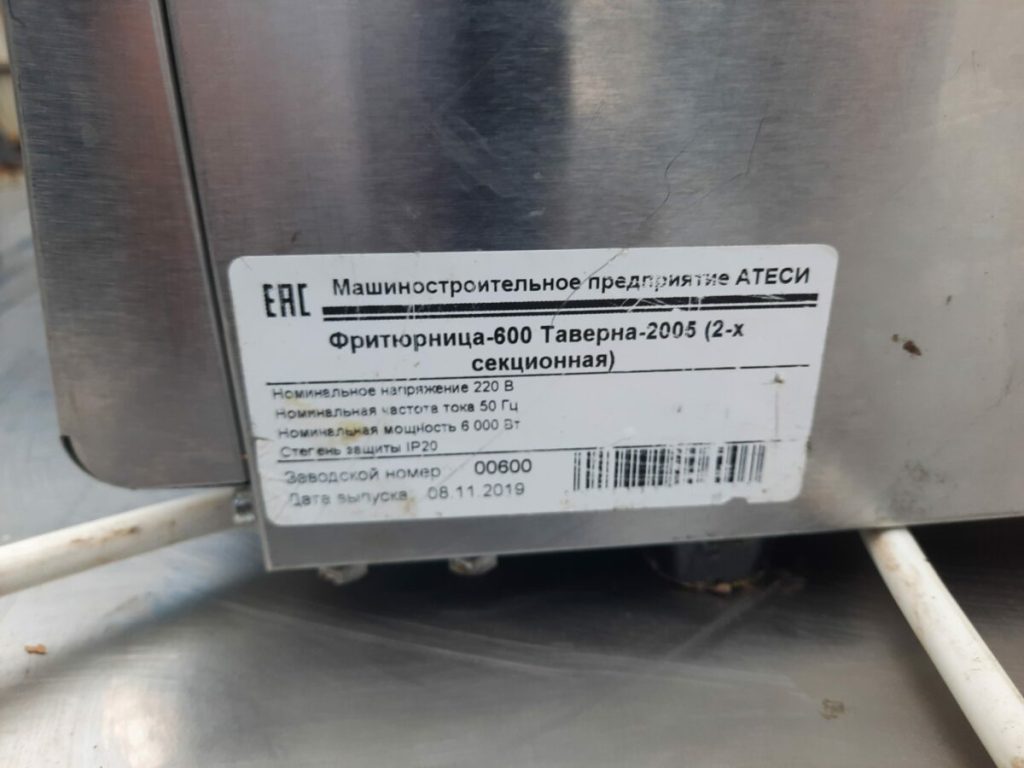 EAC
Машиностроительное предприятие АТЕСИ
Фритюрница-600 Таверна-2005 (2-х
секционная)
Номинальное напряжение 220 В
Номинальная частота тока 50 Гц
Номинальная мощность 6 000 Вт
Степень защиты IP20
Заводской номер 00600
Дата выпуска 08.11.2019